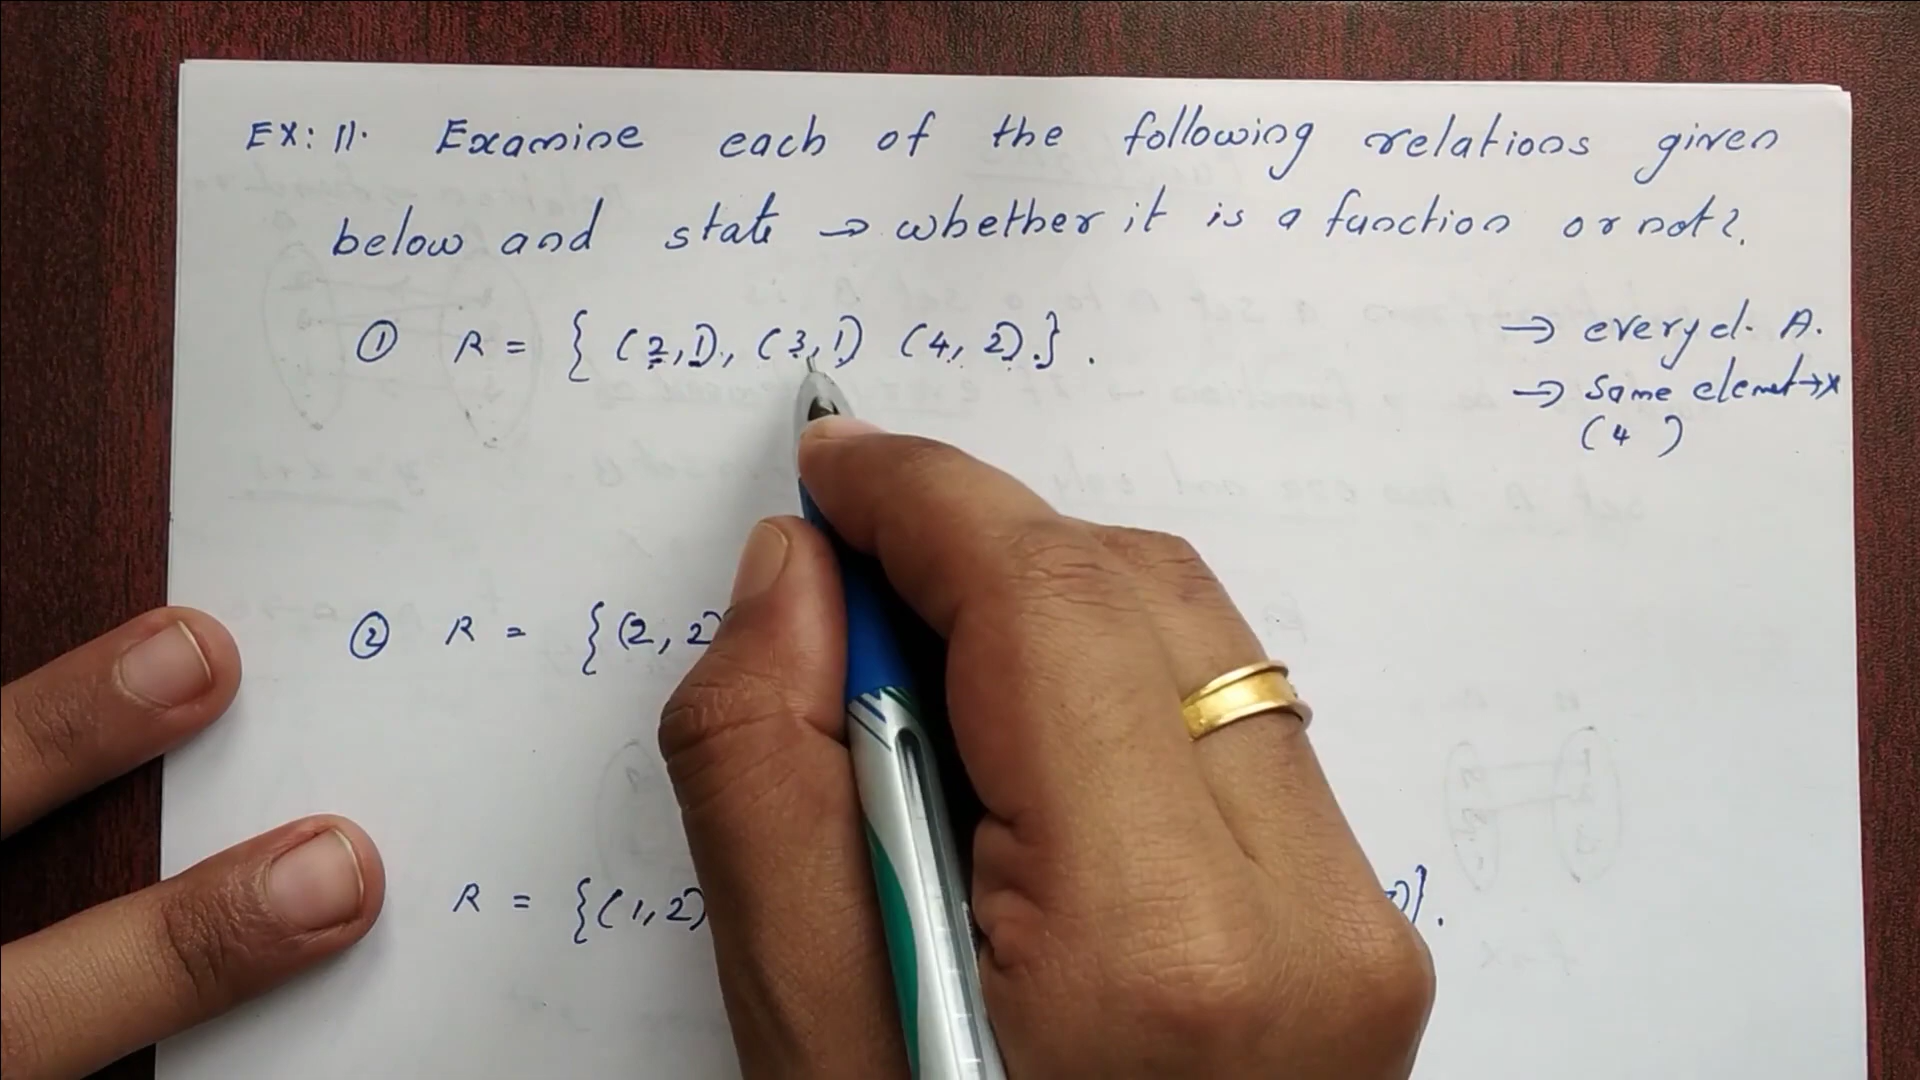 EX: 11. Examine each of the following relations given
below and state → whether it is a function or not?.
① R = { (2,1), (3,1) (4, 2).} .
→ every el. A.
→ Same elemet→x
(4 )
② R = {(2, 2)
R = {(1,2) )}.